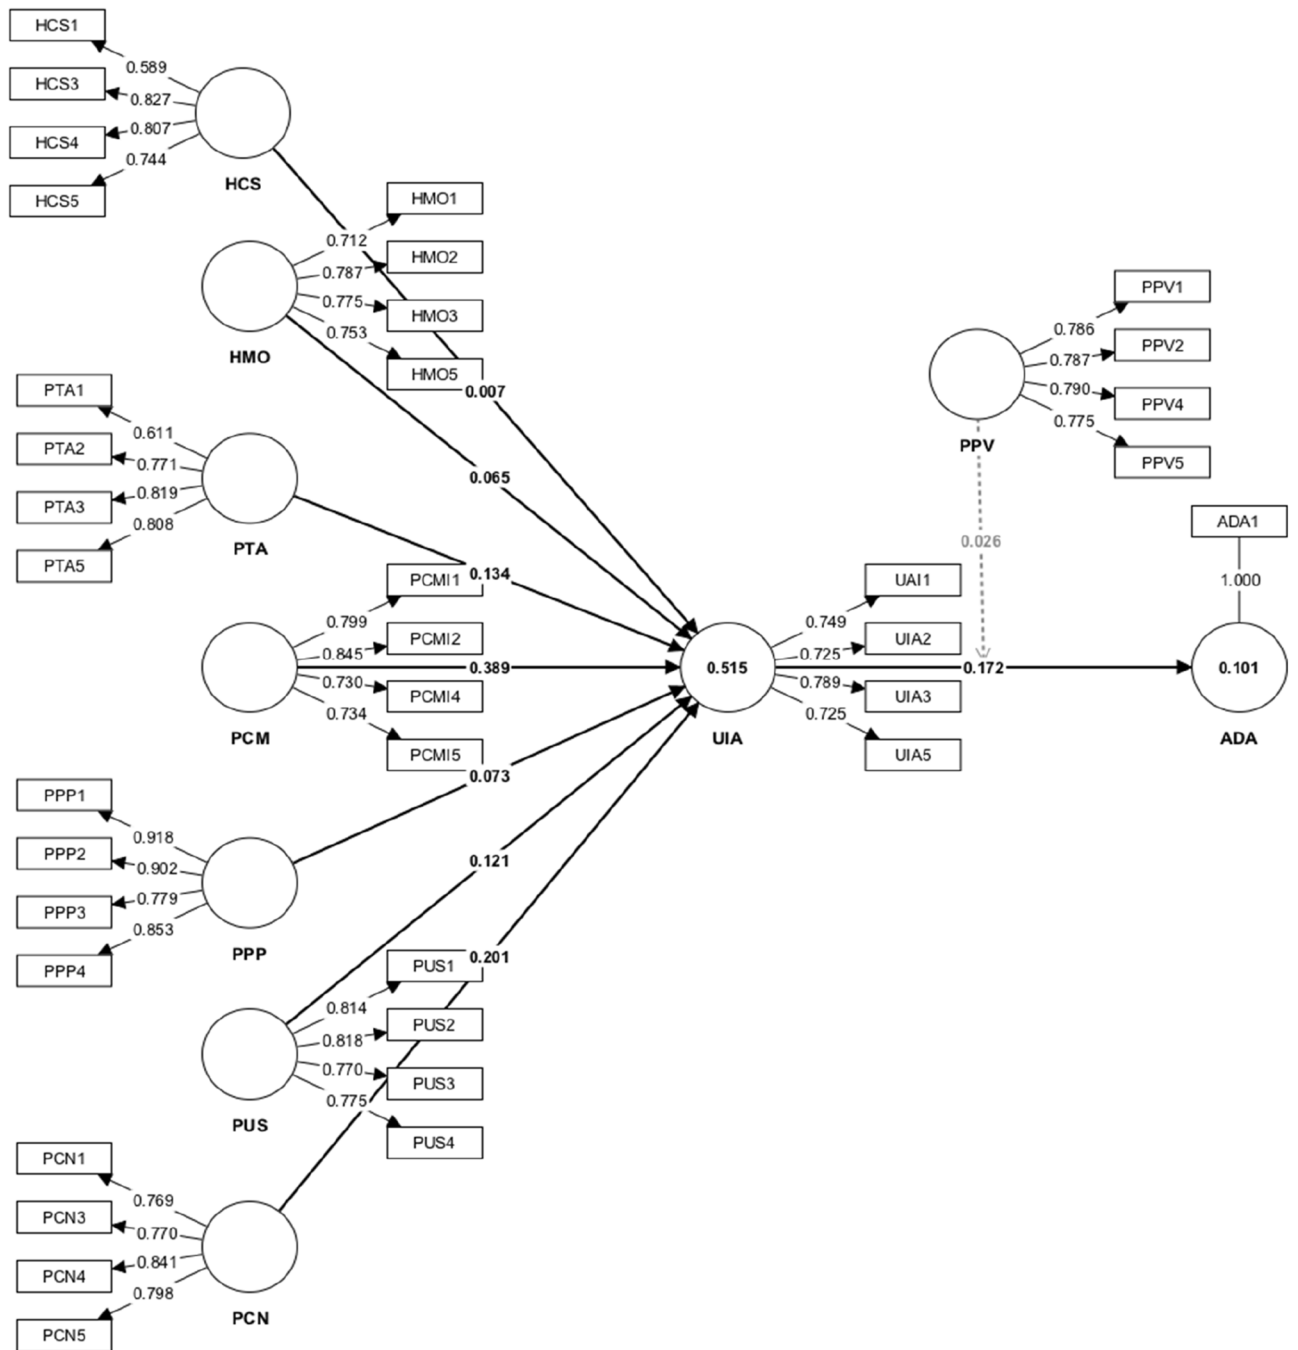 HCS1
0.589
HCS3
0.827
HCS4
0.807
0.744
HCS5
HCS
HMO1
0.712
HMO2
0.787
0.775
HMO3
0.753
HMO5
HMO
0.007
0.065
PTA1
0.611
PTA2
0.771
0.819
PTA3
0.808
PTA5
PTA
0.134
PCMI1
0.799
PCMI2
0.845
0.389
0.730
PCMI4
0.734
PCMI5
PCM
0.073
PPP1
0.918
PPP2
0.902
0.779
PPP3
0.853
PPP4
PPP
0.121
0.201
PUS1
0.814
PUS2
0.818
0.770
PUS3
0.775
PUS4
PUS
PCN1
0.769
PCN3
0.770
0.841
PCN4
0.798
PCN5
PCN
0.515
UIA
UAI1
0.749
UIA2
0.725
0.789
UIA3
0.725
UIA5
0.172
PPV1
0.786
PPV2
0.787
0.790
PPV4
0.775
PPV5
PPV
0.026
ADA1
1.000
0.101
ADA